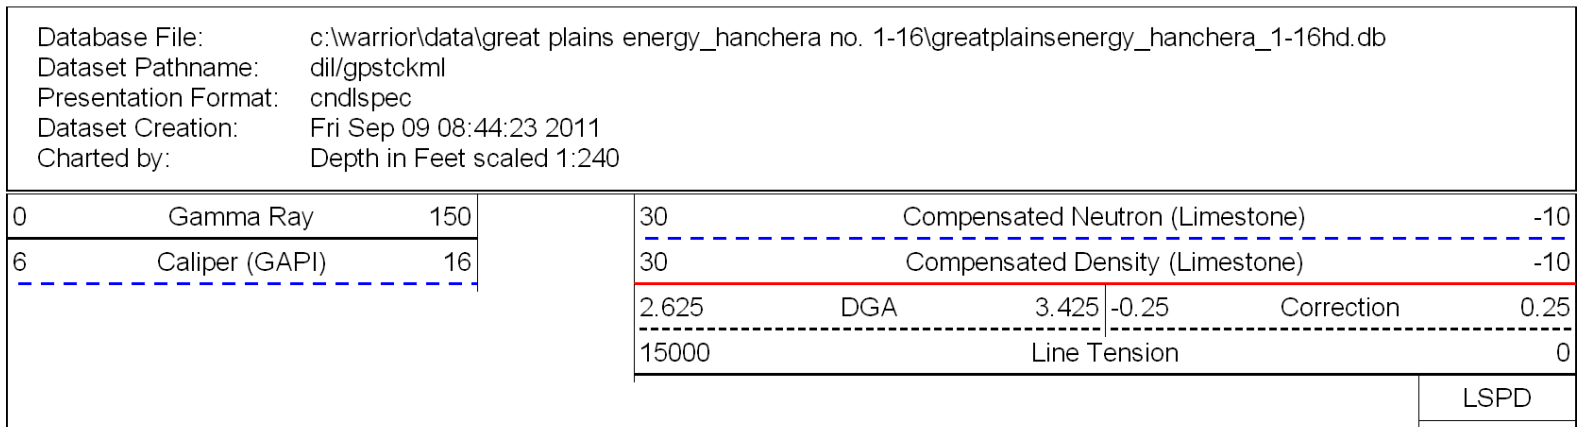 Database File: c:\warrior\data\great plains energy_hanchera no. 1-16\greatplainsenergy_hanchera_1-16hd.db
Dataset Pathname: dil/gpstckml
Presentation Format: cndlspec
Dataset Creation: Fri Sep 09 08:44:23 2011
Charted by: Depth in Feet scaled 1:240
0 Gamma Ray 150 30 Compensated Neutron (Limestone) -10
6 Caliper (GAPI) 16 30 Compensated Density (Limestone) -10
2.625 DGA 3.425 -0.25 Correction 0.25
15000 Line Tension 0
LSPD